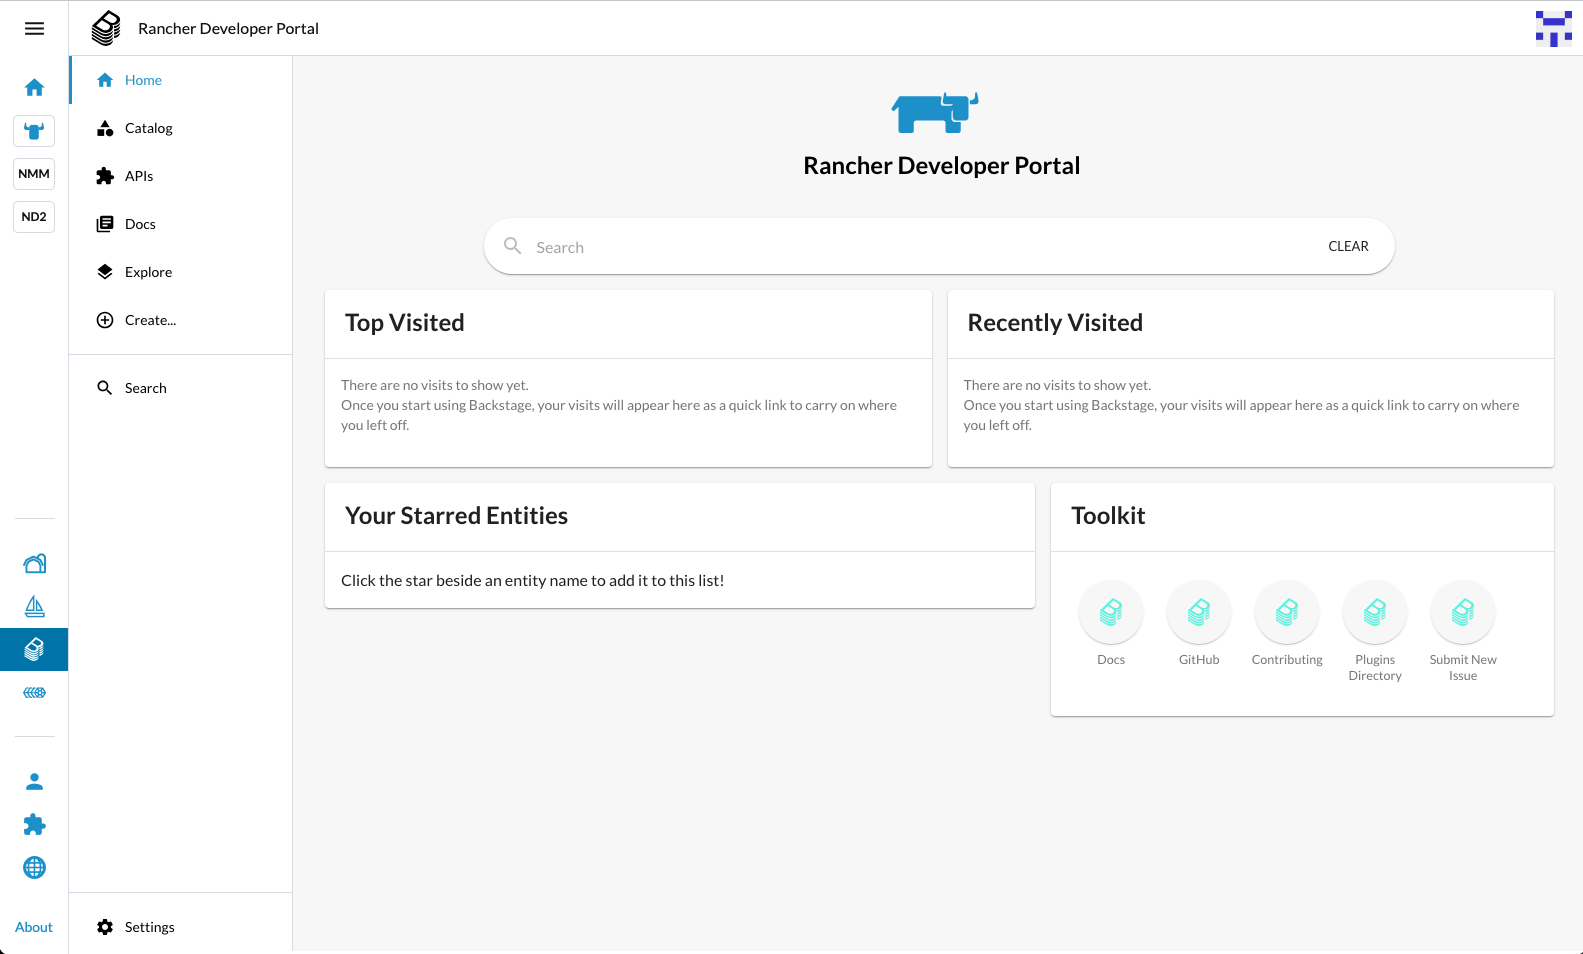 Rancher Developer Portal
NMM
ND2
About
Home
Catalog
APIs
Docs
Explore
Create...
Search
Settings
Rancher Developer Portal
Search
CLEAR
Top Visited
There are no visits to show yet.
Once you start using Backstage, your visits will appear here as a quick link to carry on where
you left off.
Recently Visited
There are no visits to show yet.
Once you start using Backstage, your visits will appear here as a quick link to carry on where
you left off.
Your Starred Entities
Click the star beside an entity name to add it to this list!
Toolkit
Docs
GitHub
Contributing
Plugins
Directory
Submit New
Issue